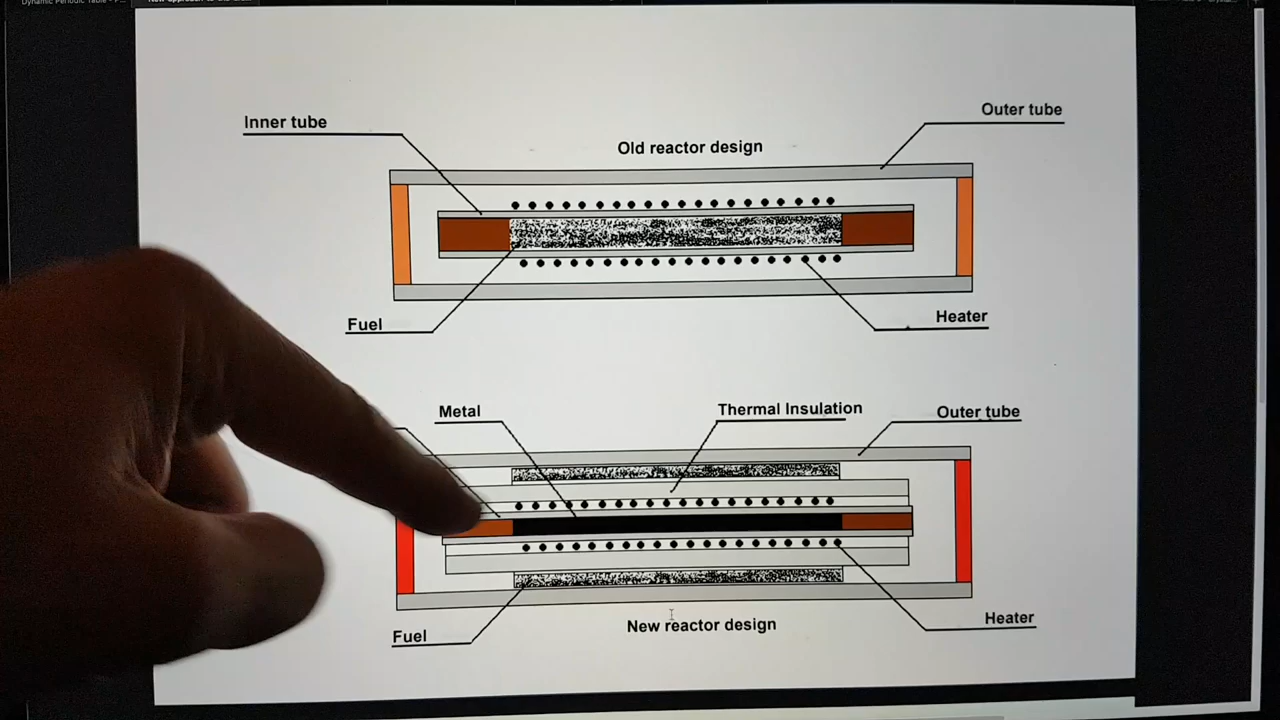 Outer tube
Inner tube
Old reactor design
Heater
Fuel
Metal
Thermal Insulation
Outer tube
Heater
New reactor design
Fuel